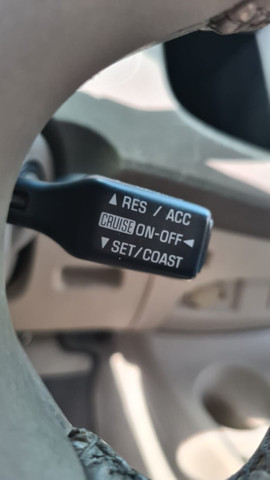 ▲ RES / ACC
CRUISE ON-OFF ◄
▼ SET/COAST